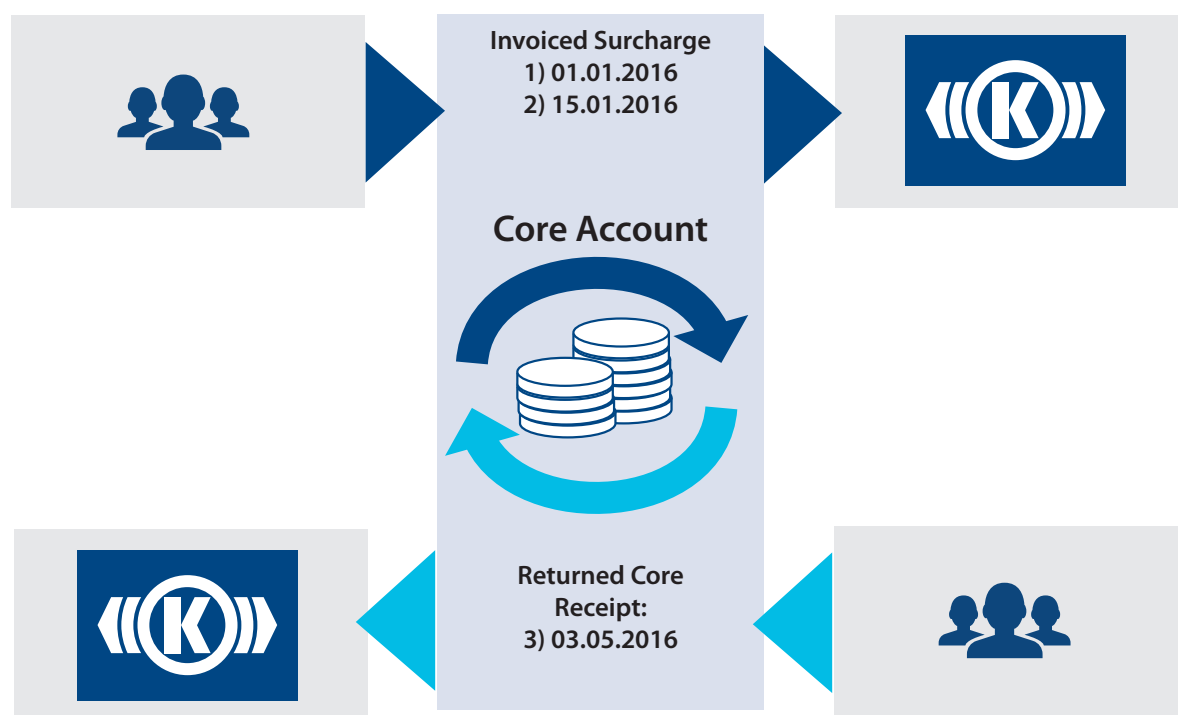 Invoiced Surcharge
1) 01.01.2016
2) 15.01.2016
K
Core Account
Returned Core
Receipt:
3) 03.05.2016
K